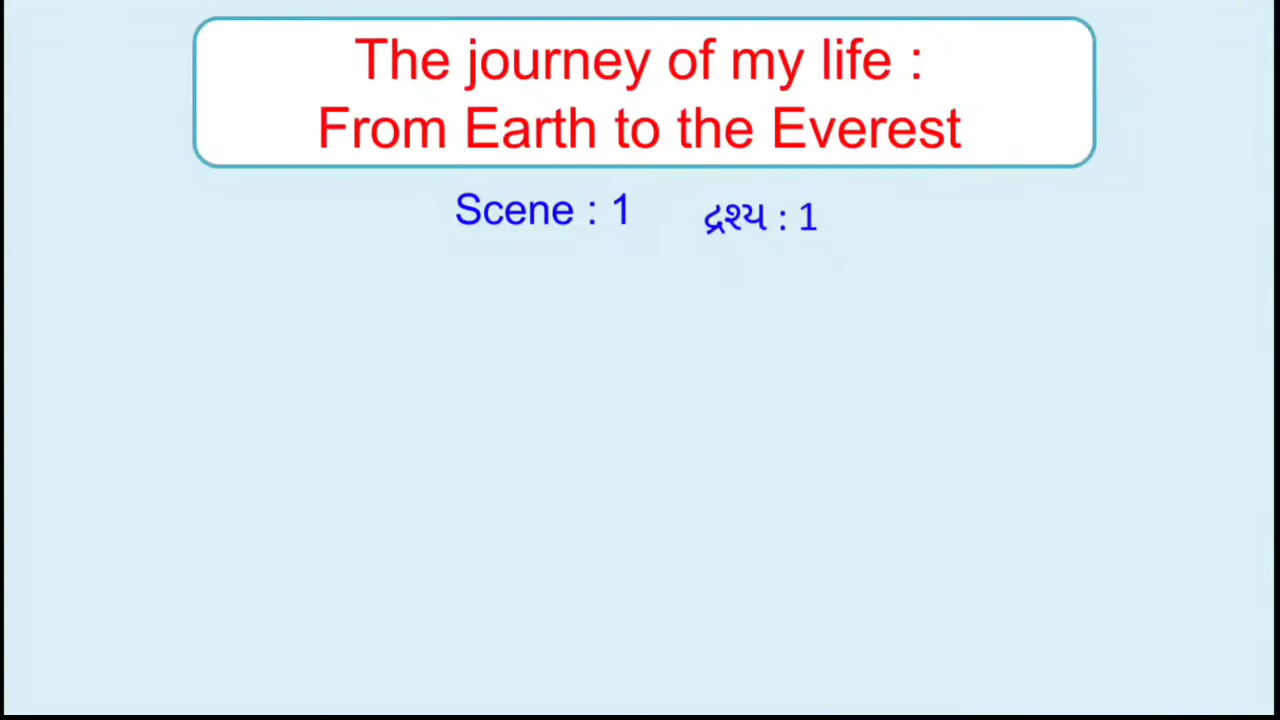 The journey of my life :
From Earth to the Everest
Scene : 1 દ્રશ્ય : 1